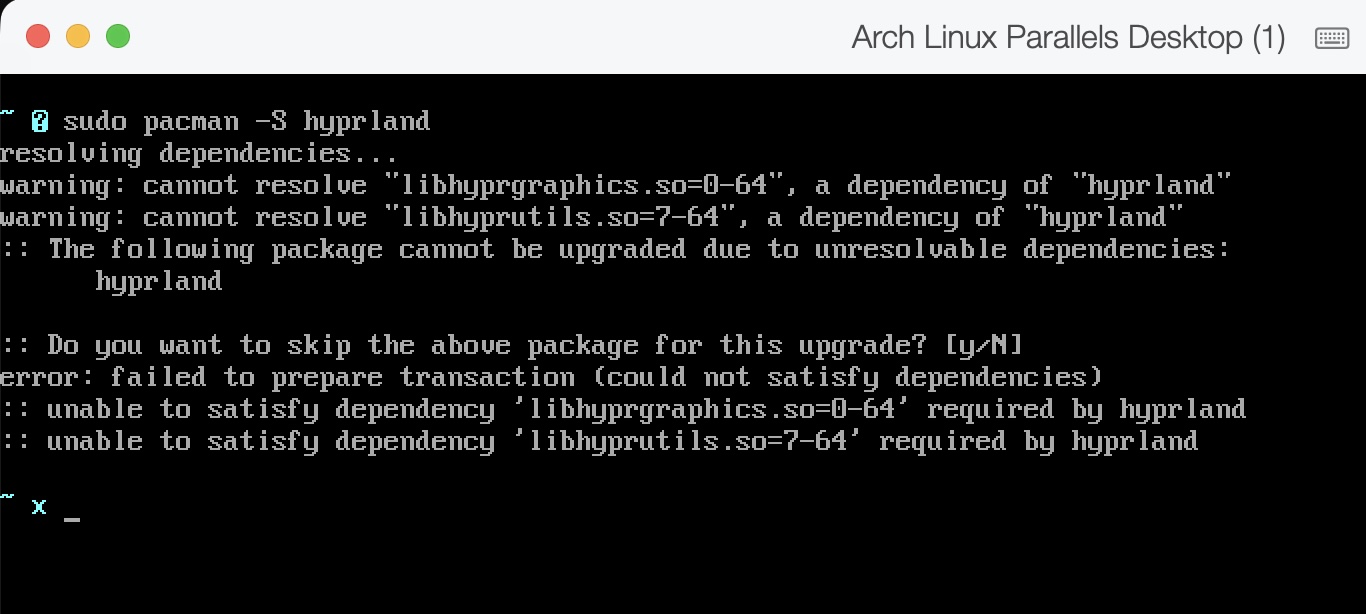 Arch Linux Parallels Desktop (1)
~ ? sudo pacman -S hyprland
resolving dependencies...
warning: cannot resolve "libhyprgraphics.so=0-64", a dependency of "hyprland"
warning: cannot resolve "libhyprutils.so=7-64", a dependency of "hyprland"
:: The following package cannot be upgraded due to unresolvable dependencies:
      hyprland
:: Do you want to skip the above package for this upgrade? [y/N]
error: failed to prepare transaction (could not satisfy dependencies)
:: unable to satisfy dependency 'libhyprgraphics.so=0-64' required by hyprland
:: unable to satisfy dependency 'libhyprutils.so=7-64' required by hyprland
~ x _